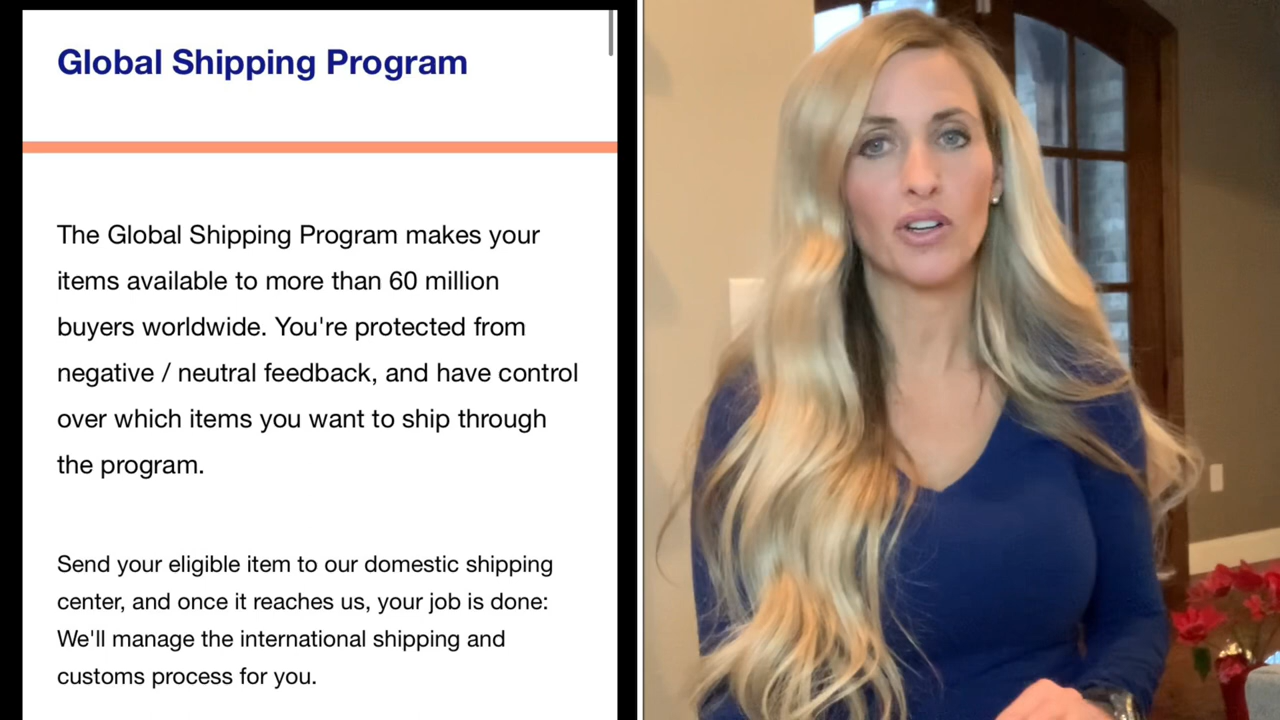 Global Shipping Program
The Global Shipping Program makes your
items available to more than 60 million
buyers worldwide. You're protected from
negative / neutral feedback, and have control
over which items you want to ship through
the program.
Send your eligible item to our domestic shipping
center, and once it reaches us, your job is done:
We'll manage the international shipping and
customs process for you.